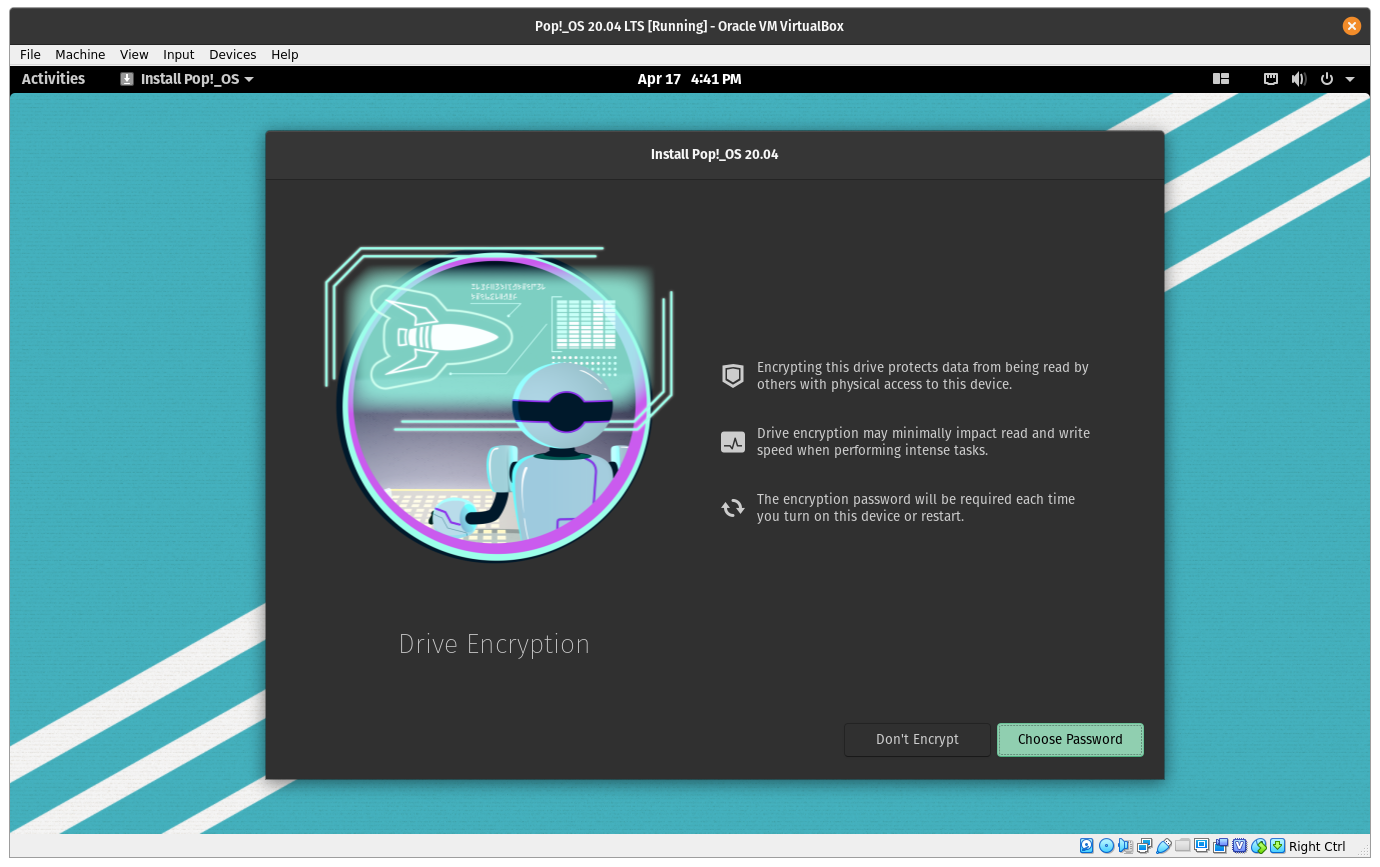 Pop!_OS 20.04 LTS [Running] - Oracle VM VirtualBox
File Machine View Input Devices Help
Activities Install Pop!_OS Apr 17 4:41 PM
Install Pop!_OS 20.04
Encrypting this drive protects data from being read by
others with physical access to this device.
Drive encryption may minimally impact read and write
speed when performing intense tasks.
The encryption password will be required each time
you turn on this device or restart.
Drive Encryption
Don't Encrypt Choose Password
Right Ctrl